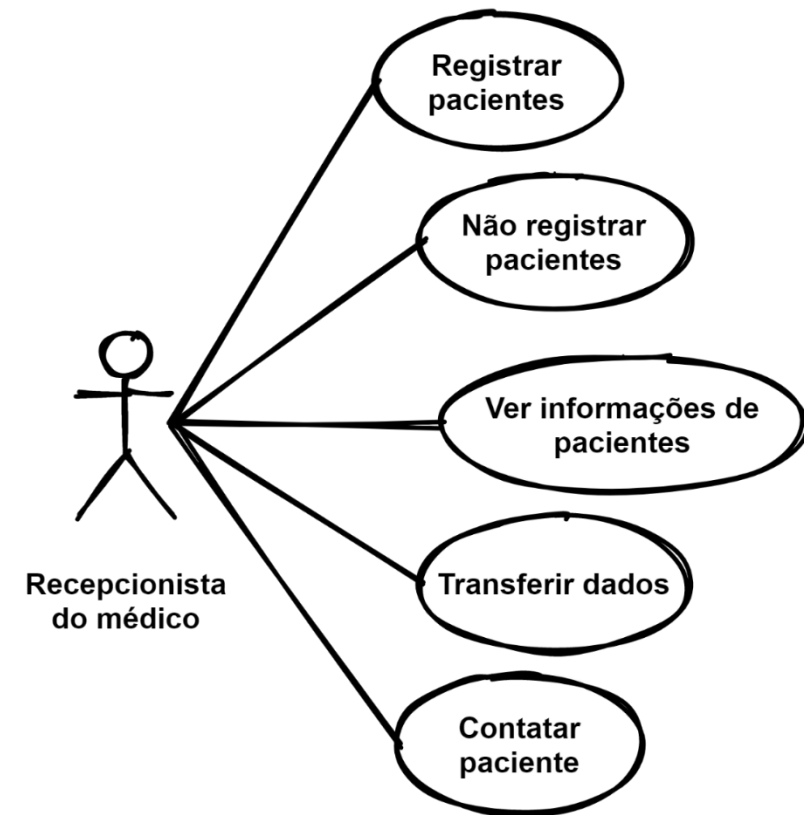 Registrar
pacientes
Não registrar
pacientes
Ver informações de
pacientes
Transferir dados
Contatar
paciente
Recepcionista
do médico